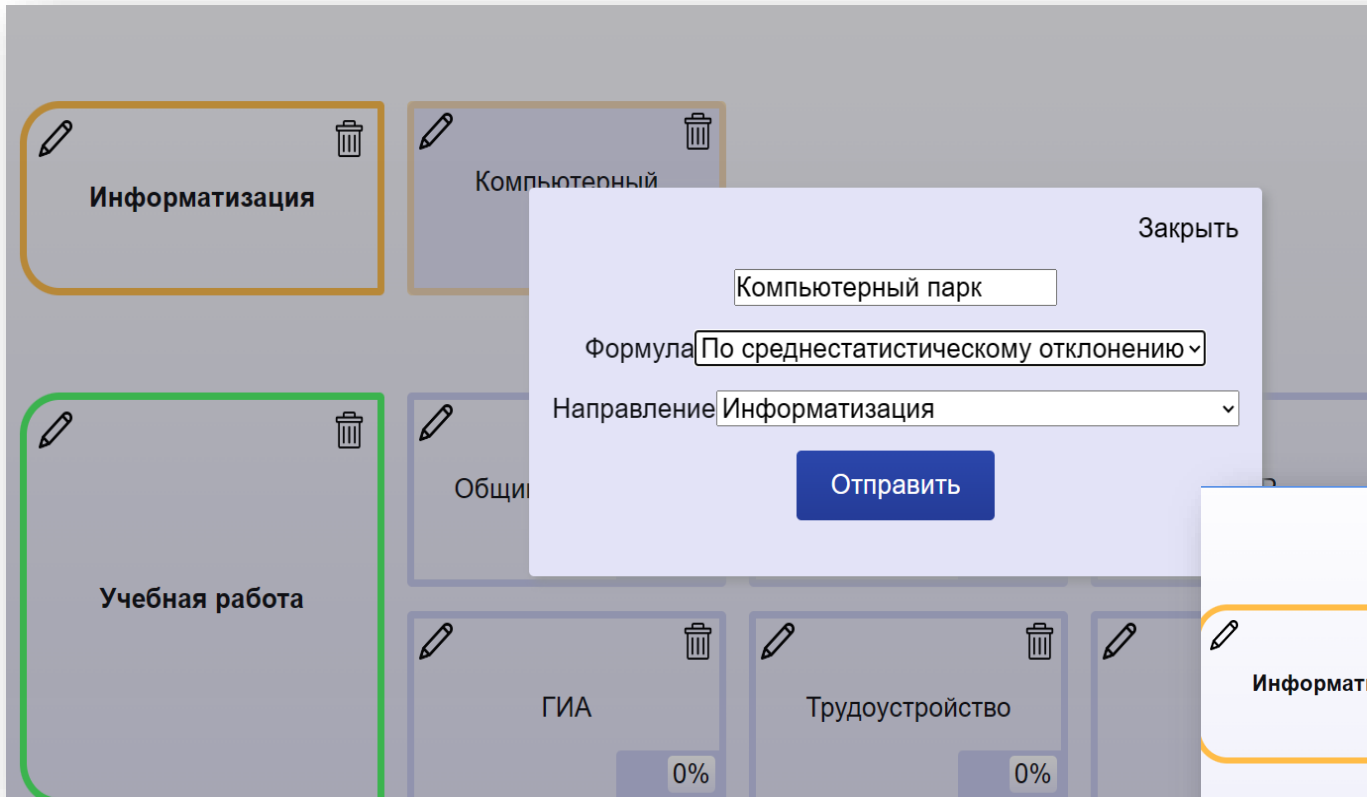 Информатизация
Компьютерный
Закрыть
Компьютерный парк
Формула По среднестатистическому отклонению
Направление Информатизация
Отправить
Учебная работа
ГИА
0%
Трудоустройство
0%